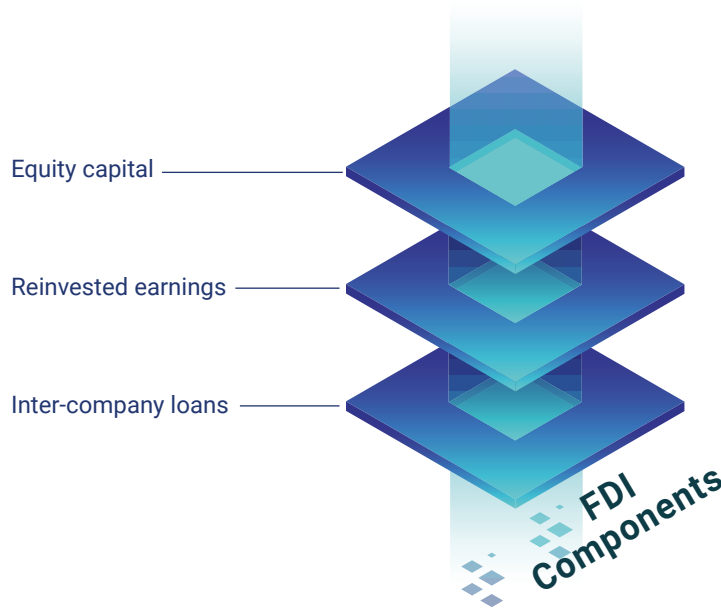 Equity capital
Reinvested earnings
Inter-company loans
FDI
Components